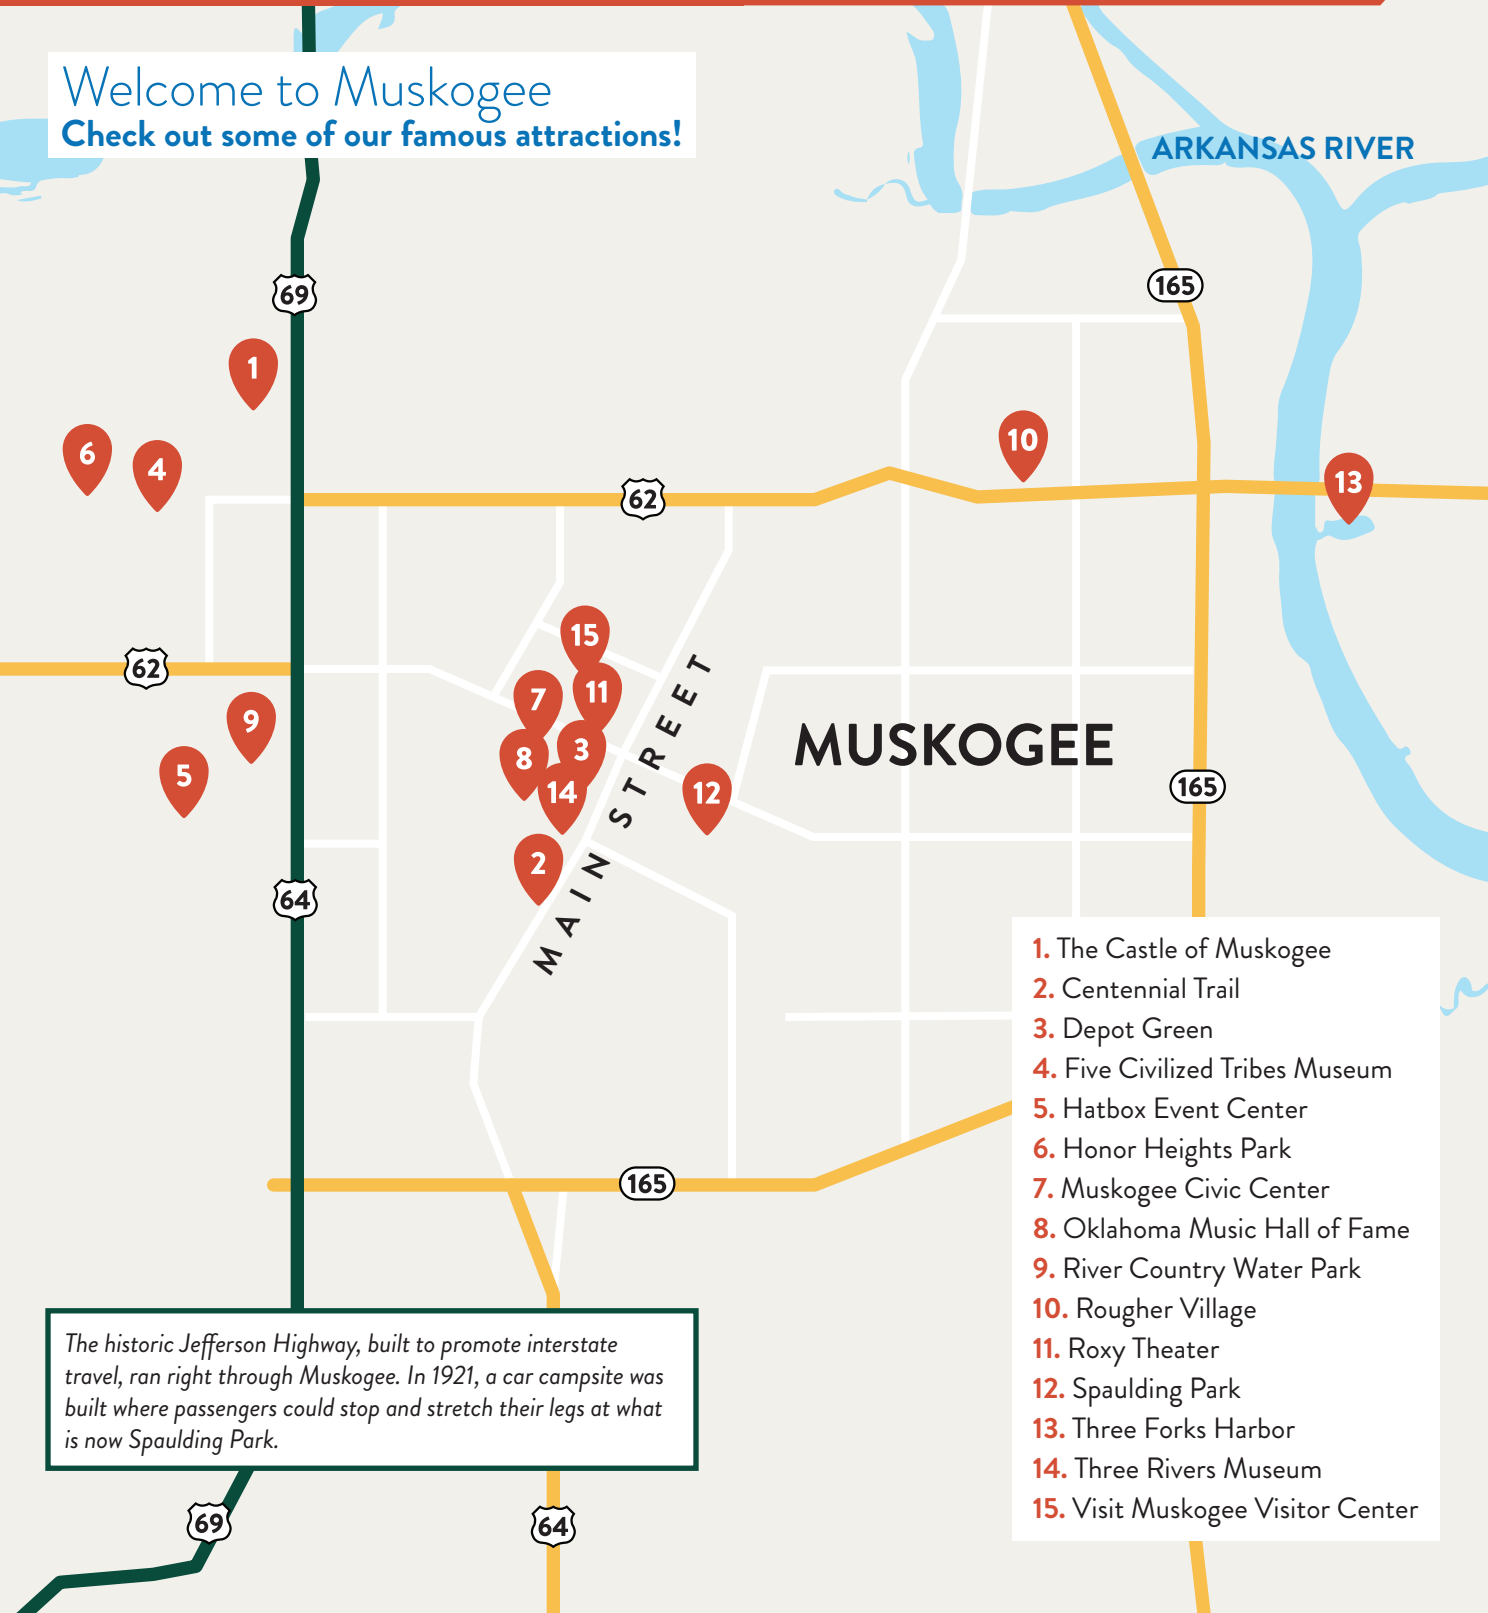 Welcome to Muskogee
Check out some of our famous attractions!
ARKANSAS RIVER
69
165
1
10
6
4
13
62
15
62
7
11
9
3
8
MUSKOGEE
5
14
12
165
2
MAIN STREET
64
1. The Castle of Muskogee
2. Centennial Trail
3. Depot Green
4. Five Civilized Tribes Museum
5. Hatbox Event Center
6. Honor Heights Park
7. Muskogee Civic Center
8. Oklahoma Music Hall of Fame
9. River Country Water Park
10. Rougher Village
11. Roxy Theater
12. Spaulding Park
13. Three Forks Harbor
14. Three Rivers Museum
15. Visit Muskogee Visitor Center
165
The historic Jefferson Highway, built to promote interstate
travel, ran right through Muskogee. In 1921, a car campsite was
built where passengers could stop and stretch their legs at what
is now Spaulding Park.
69
64